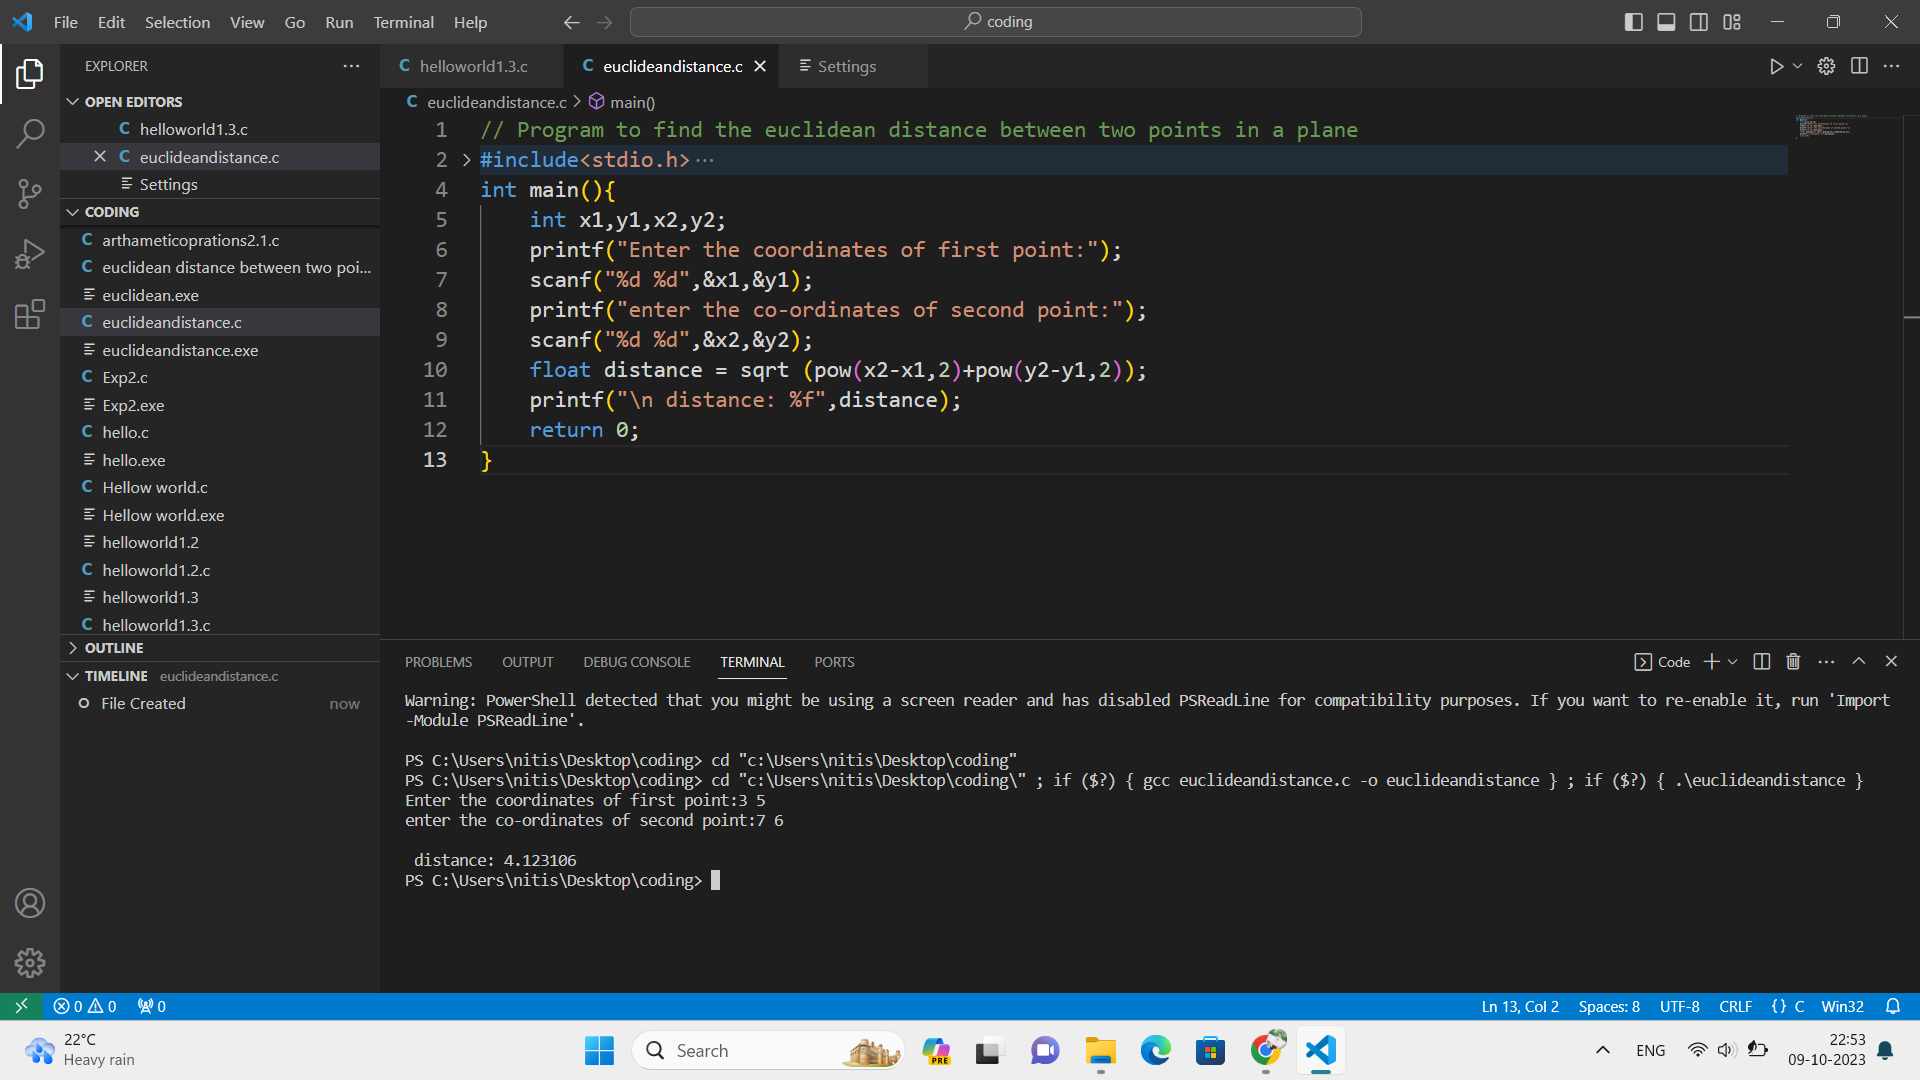 File Edit Selection View Go Run Terminal Help
coding
EXPLORER
OPEN EDITORS
helloworld1.3.c
euclideandistance.c
Settings
CODING
arthameticoprations2.1.c
euclidean distance between two poi...
euclidean.exe
euclideandistance.c
euclideandistance.exe
Exp2.c
Exp2.exe
hello.c
hello.exe
Hellow world.c
Hellow world.exe
helloworld1.2
helloworld1.2.c
helloworld1.3
helloworld1.3.c
OUTLINE
TIMELINE euclideandistance.c
File Created now
helloworld1.3.c euclideandistance.c Settings
euclideandistance.c > main()
1 // Program to find the euclidean distance between two points in a plane
2 #include<stdio.h>···
4 int main(){
5 int x1,y1,x2,y2;
6 printf("Enter the coordinates of first point:");
7 scanf("%d %d",&x1,&y1);
8 printf("enter the co-ordinates of second point:");
9 scanf("%d %d",&x2,&y2);
10 float distance = sqrt (pow(x2-x1,2)+pow(y2-y1,2));
11 printf("\n distance: %f",distance);
12 return 0;
13 }
PROBLEMS OUTPUT DEBUG CONSOLE TERMINAL PORTS
Code
Warning: PowerShell detected that you might be using a screen reader and has disabled PSReadLine for compatibility purposes. If you want to re-enable it, run 'Import
-Module PSReadLine'.
PS C:\Users\nitis\Desktop\coding> cd "c:\Users\nitis\Desktop\coding"
PS C:\Users\nitis\Desktop\coding> cd "c:\Users\nitis\Desktop\coding\" ; if ($?) { gcc euclideandistance.c -o euclideandistance } ; if ($?) { .\euclideandistance }
Enter the coordinates of first point:3 5
enter the co-ordinates of second point:7 6
distance: 4.123106
PS C:\Users\nitis\Desktop\coding>
0 0 0
Ln 13, Col 2 Spaces: 8 UTF-8 CRLF {} C Win32
22°C
Heavy rain
Search
PRE
ENG
22:53
09-10-2023